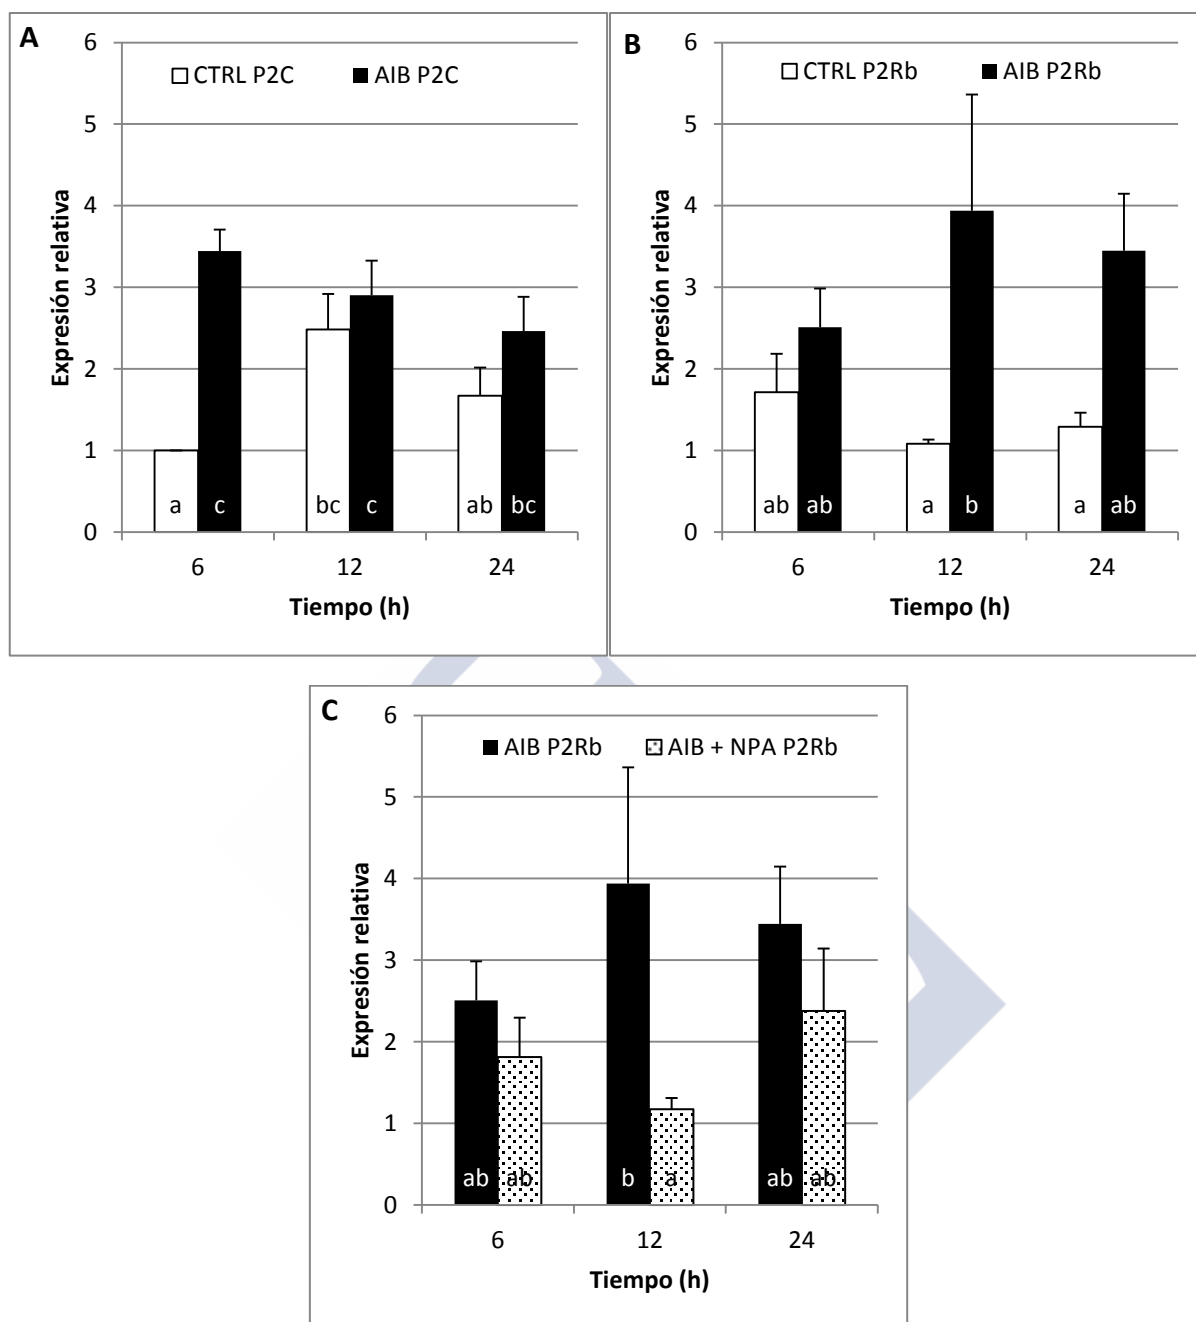 A
CTRL P2C AIB P2C
Expresión relativa
6
5
4
3
2
1
0
a c bc c ab bc
6 12 24
Tiempo (h)
B
CTRL P2Rb AIB P2Rb
Expresión relativa
6
5
4
3
2
1
0
ab ab a b a ab
6 12 24
Tiempo (h)
C
AIB P2Rb AIB + NPA P2Rb
Expresión relativa
6
5
4
3
2
1
0
ab ab b a ab ab
6 12 24
Tiempo (h)